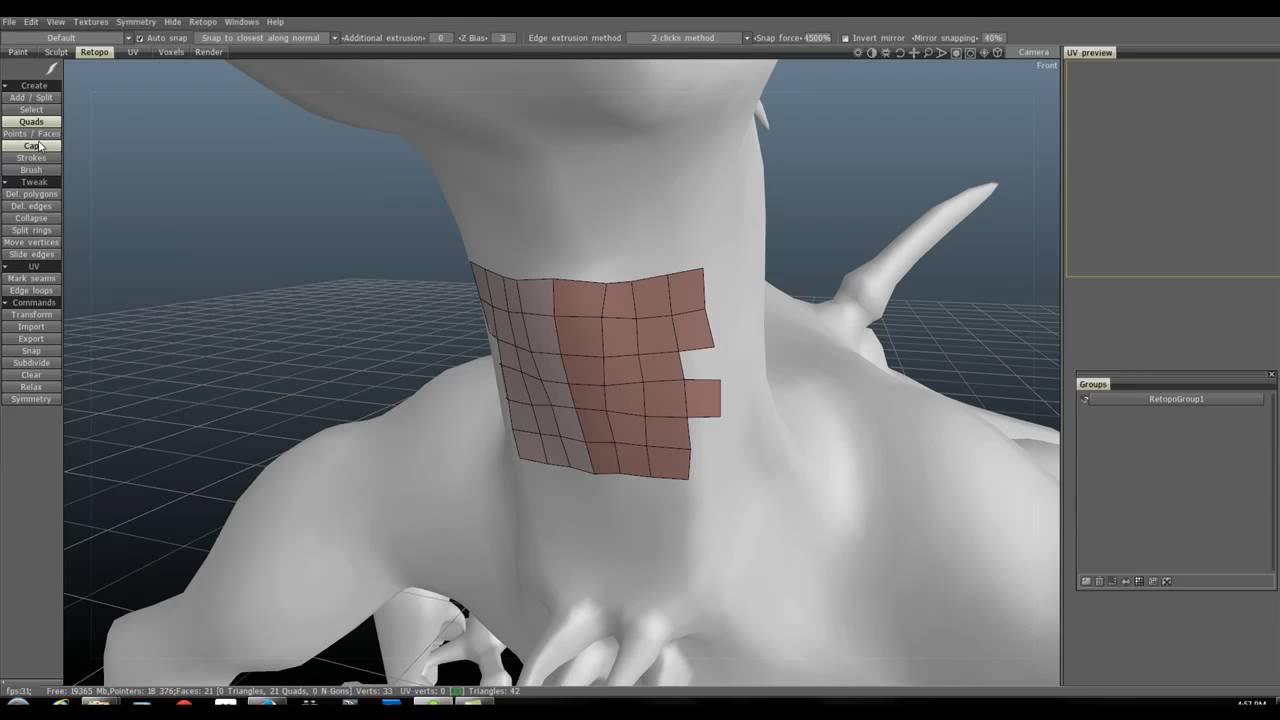 File Edit View Textures Symmetry Hide Retopo Windows Help
Default Auto snap Snap to closest along normal Additional extrusion 0 Z Bias 3 Edge extrusion method 2-clicks method Snap force 4500% Invert mirror Mirror snapping 40%
Paint Sculpt Retopo UV Voxels Render Camera UV preview
Front
Create
Add / Split
Select
Quads
Points / Faces
Cap
Strokes
Brush
Tweak
Del. polygons
Del. edges
Collapse
Split rings
Move vertices
Slide edges
UV
Mark seams
Edge loops
Commands
Transform
Import
Export
Snap
Subdivide
Clear
Relax
Symmetry
Groups
RetopoGroup1
fps:31; Free: 19365 Mb,Pointers: 18 376;Faces: 21 [0 Triangles, 21 Quads, 0 N-Gons] Verts: 33 UV-verts: 0 Triangles: 42
4:57 PM